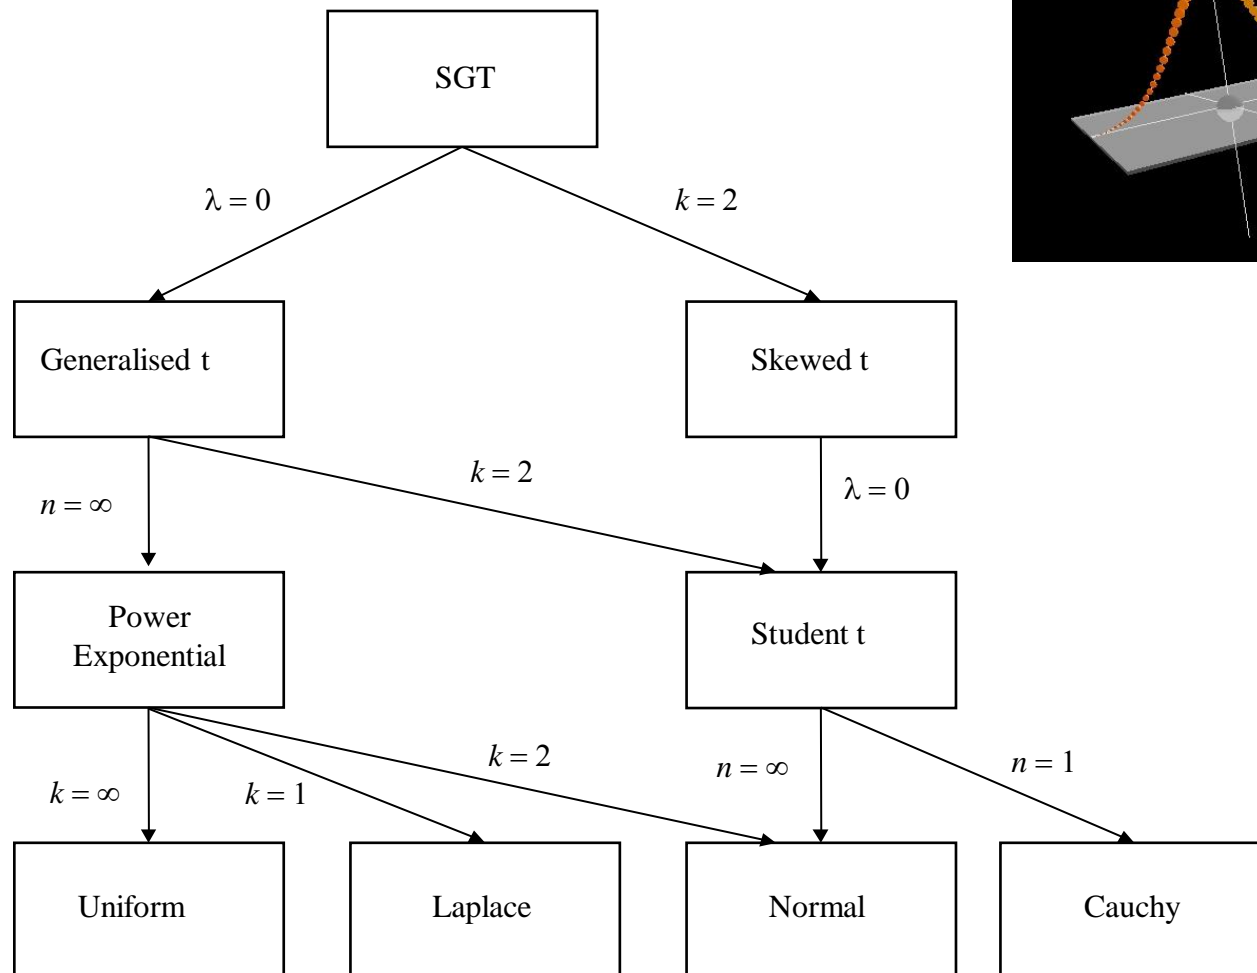 SGT
λ = 0
k = 2
Generalised t
Skewed t
k = 2
λ = 0
n = ∞
Power
Exponential
Student t
k = 2
n = ∞
n = 1
k = ∞
k = 1
Uniform
Laplace
Normal
Cauchy